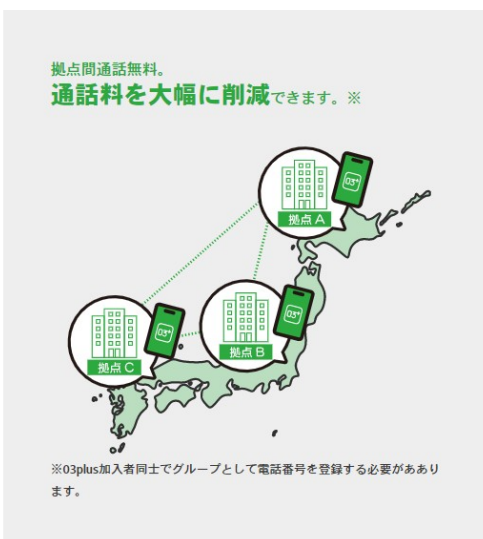 拠点間通話無料。
通話料を大幅に削減できます。※
03+
拠点 A
03+
拠点 B
03+
拠点 C
※03plus加入者同士でグループとして電話番号を登録する必要がああり
ます。